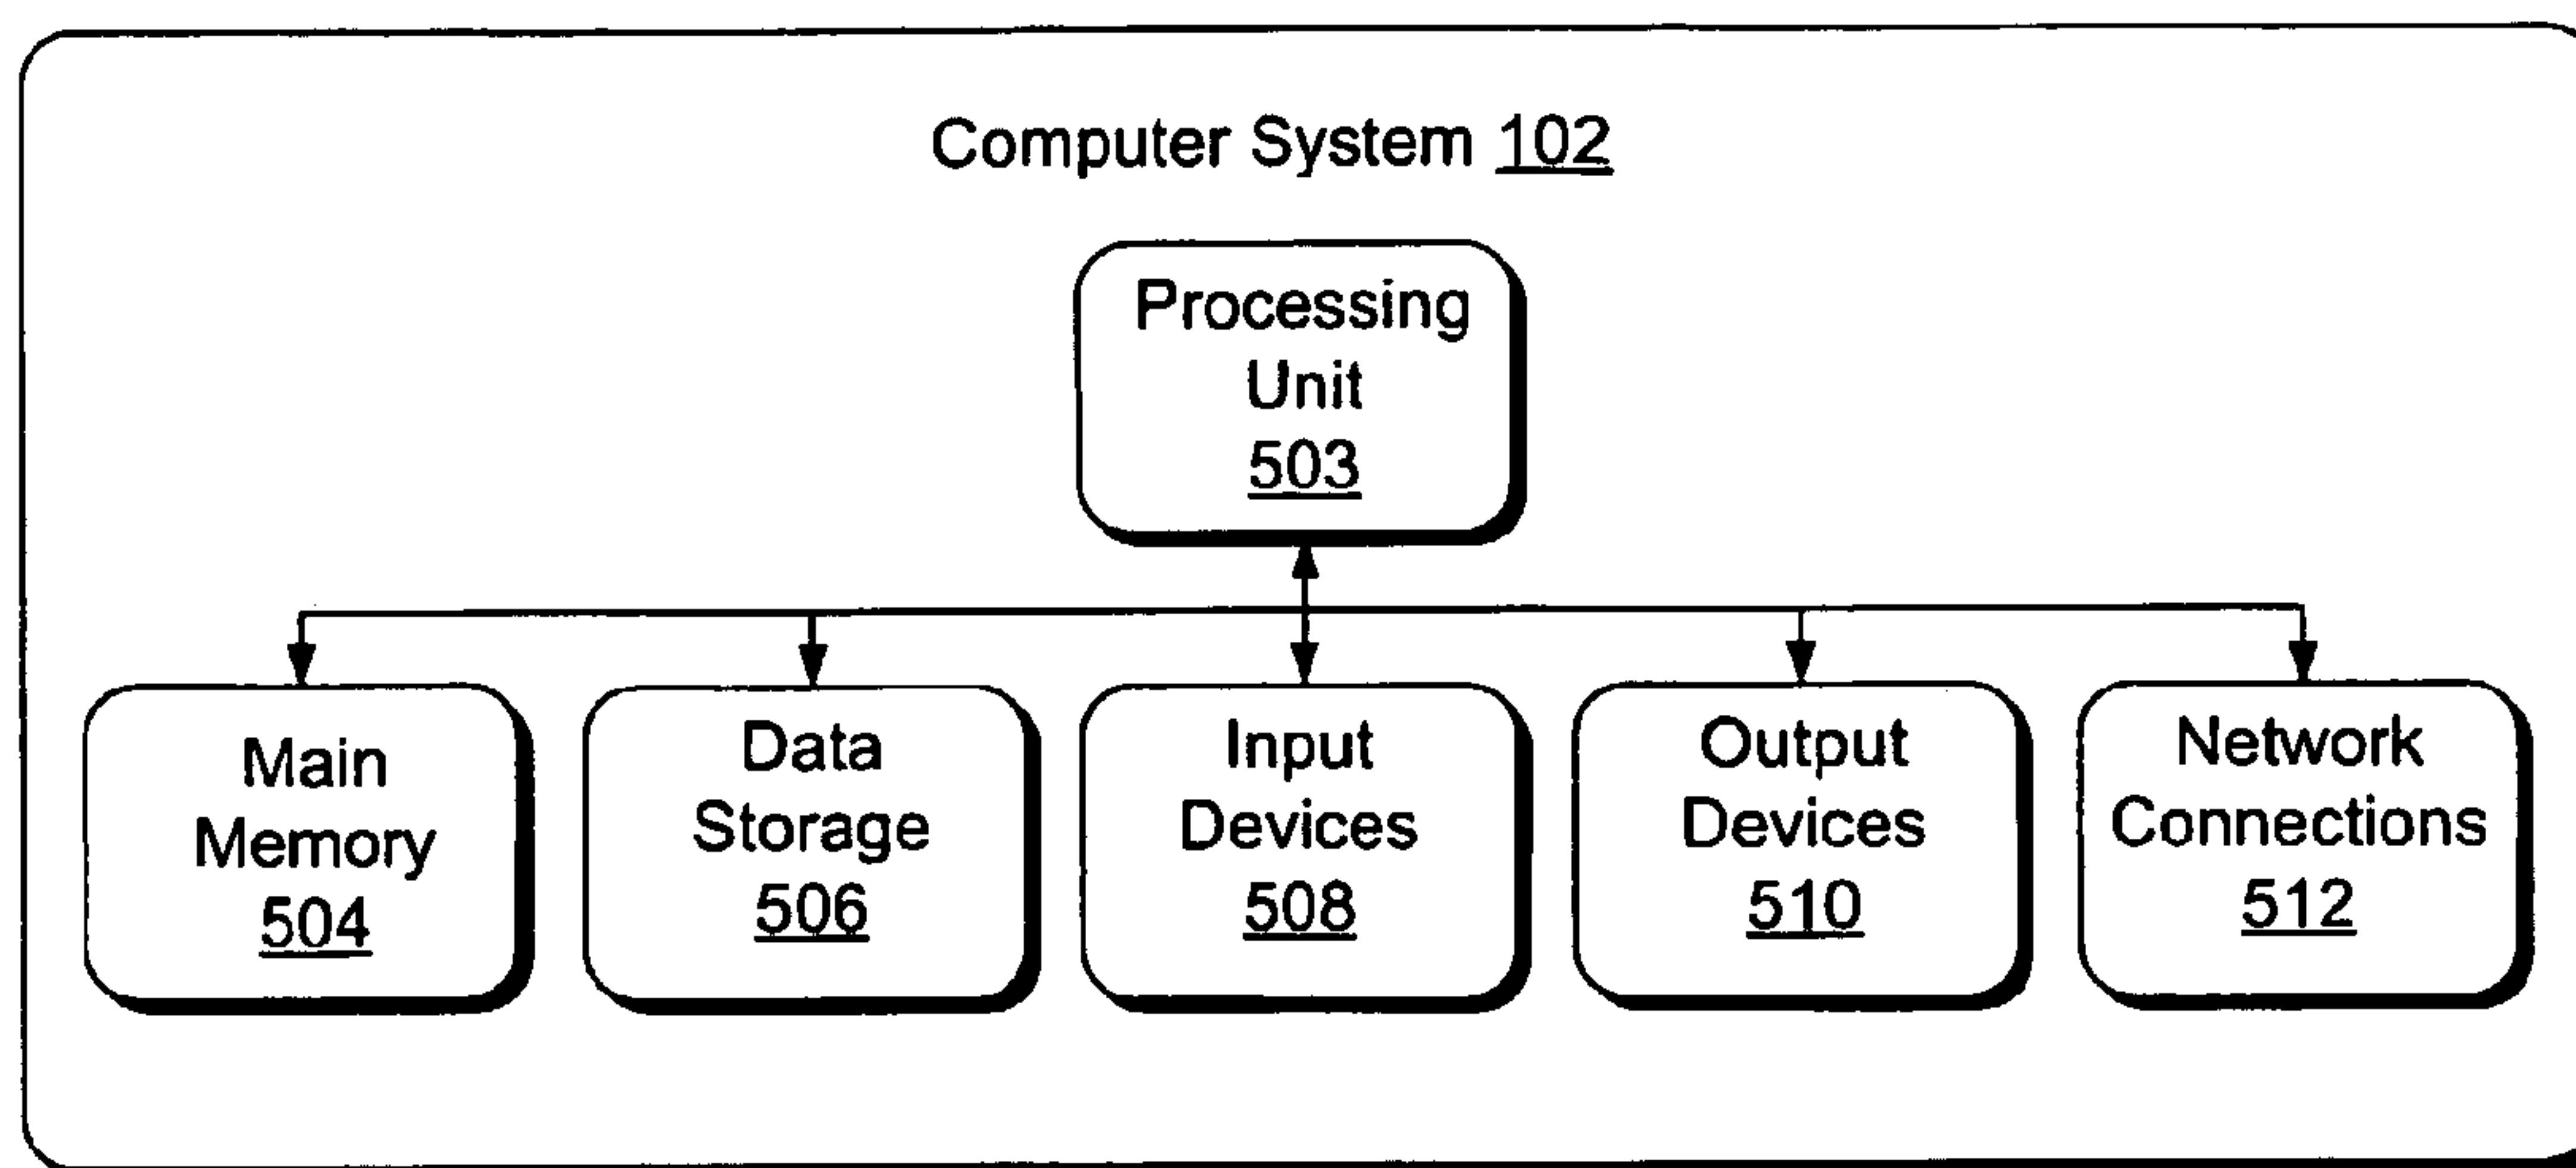 Computer System 102
Processing
Unit
503
Main
Memory
504
Data
Storage
506
Input
Devices
508
Output
Devices
510
Network
Connections
512